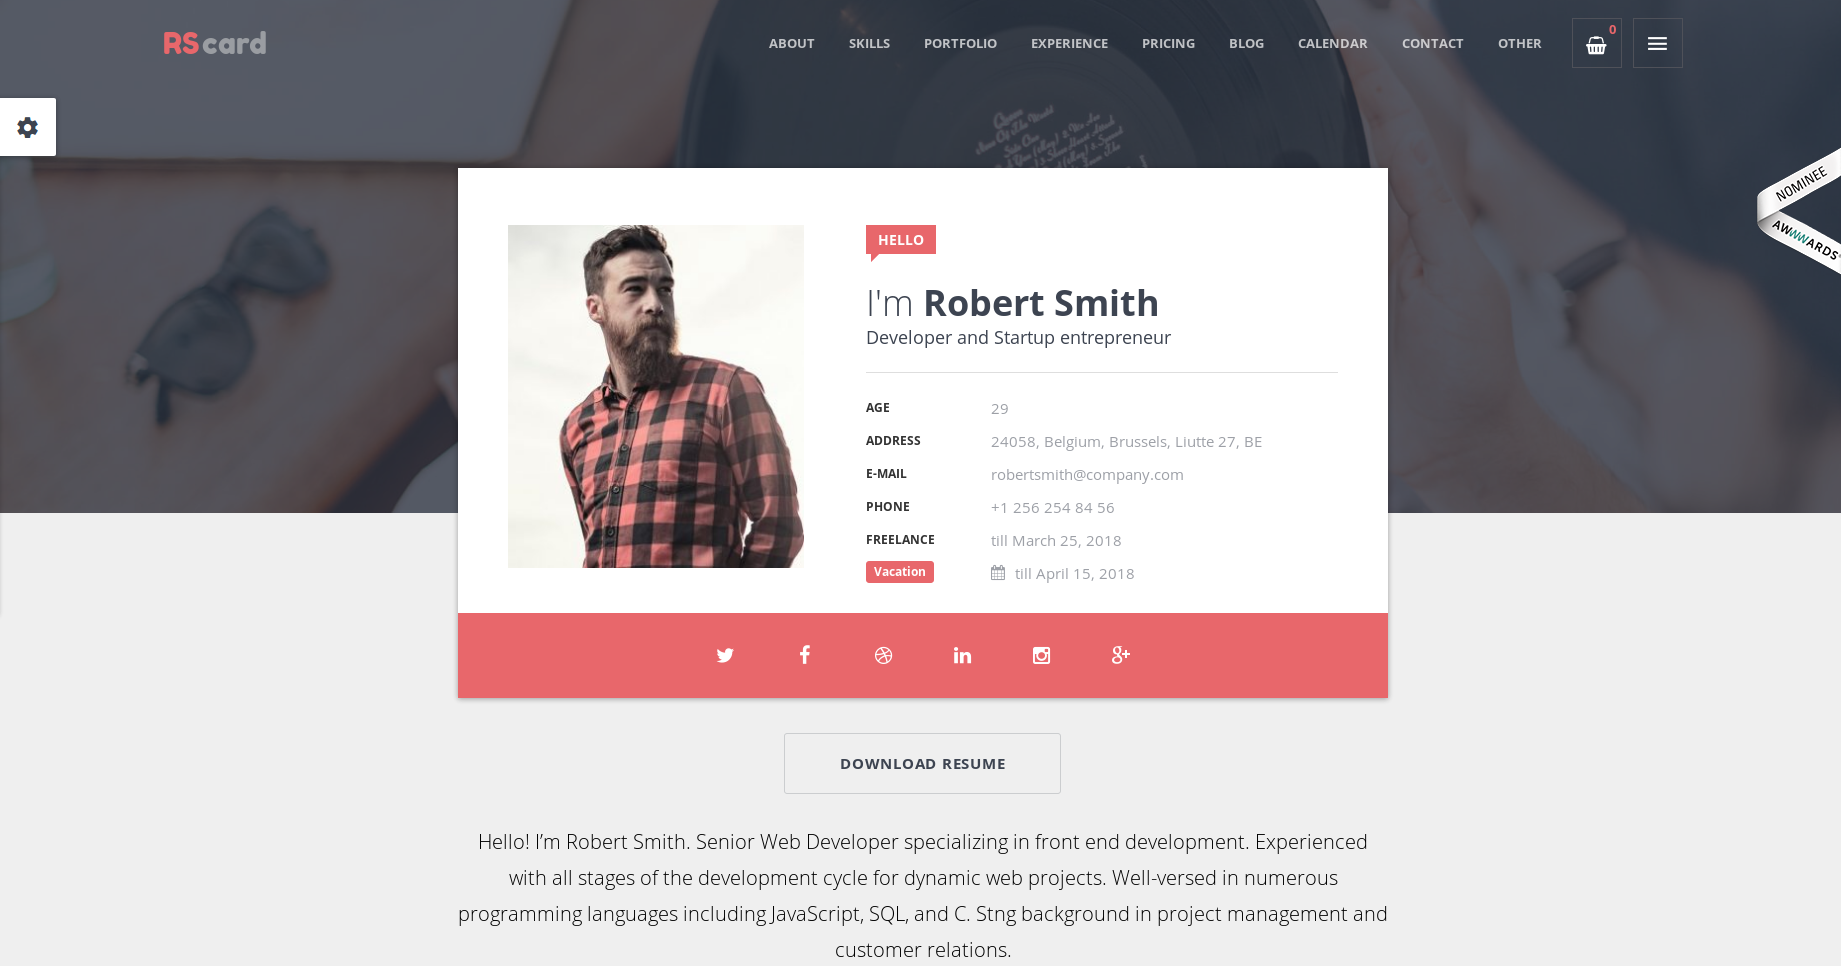 RS card
ABOUT SKILLS PORTFOLIO EXPERIENCE PRICING BLOG CALENDAR CONTACT OTHER
0
NOMINEE
AWWWARDS
HELLO
I'm Robert Smith
Developer and Startup entrepreneur
AGE 29
ADDRESS 24058, Belgium, Brussels, Liutte 27, BE
E-MAIL robertsmith@company.com
PHONE +1 256 254 84 56
FREELANCE till March 25, 2018
Vacation till April 15, 2018
DOWNLOAD RESUME
Hello! I’m Robert Smith. Senior Web Developer specializing in front end development. Experienced
with all stages of the development cycle for dynamic web projects. Well-versed in numerous
programming languages including JavaScript, SQL, and C. Stng background in project management and
customer relations.